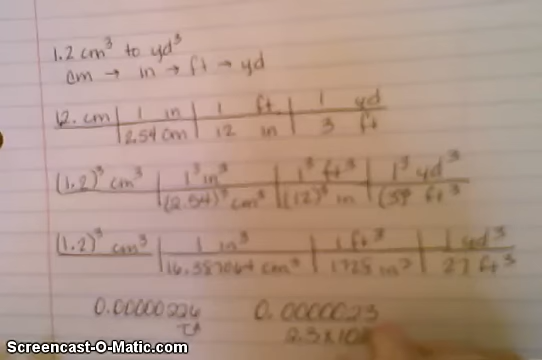 1.2 cm³ to yd³
cm → in → ft → yd
1.2 cm | 1 in | 1 ft | 1 yd
2.54 cm | 12 in | 3 ft
(1.2)³ cm³ | 1³ in³ | 1³ ft³ | 1³ yd³
(2.54)³ cm³ | (12)³ in | (3)³ ft³
(1.2)³ cm³ | 1 in³ | 1 ft³ | 1 yd³
16.387064 cm³ | 1728 in³ | 27 ft³
0.00000226 0.0000023
2.3 x 10
Screencast-O-Matic.com